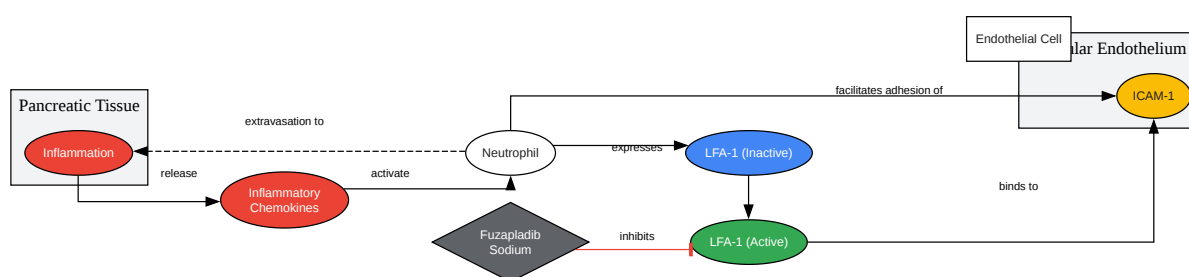 Endothelial Cell
ular Endothelium
Pancreatic Tissue
facilitates adhesion of
ICAM-1
extravasation to
Inflammation
Neutrophil
expresses
LFA-1 (Inactive)
release
activate
binds to
Inflammatory
Chemokines
Fuzapladib
Sodium
inhibits
LFA-1 (Active)